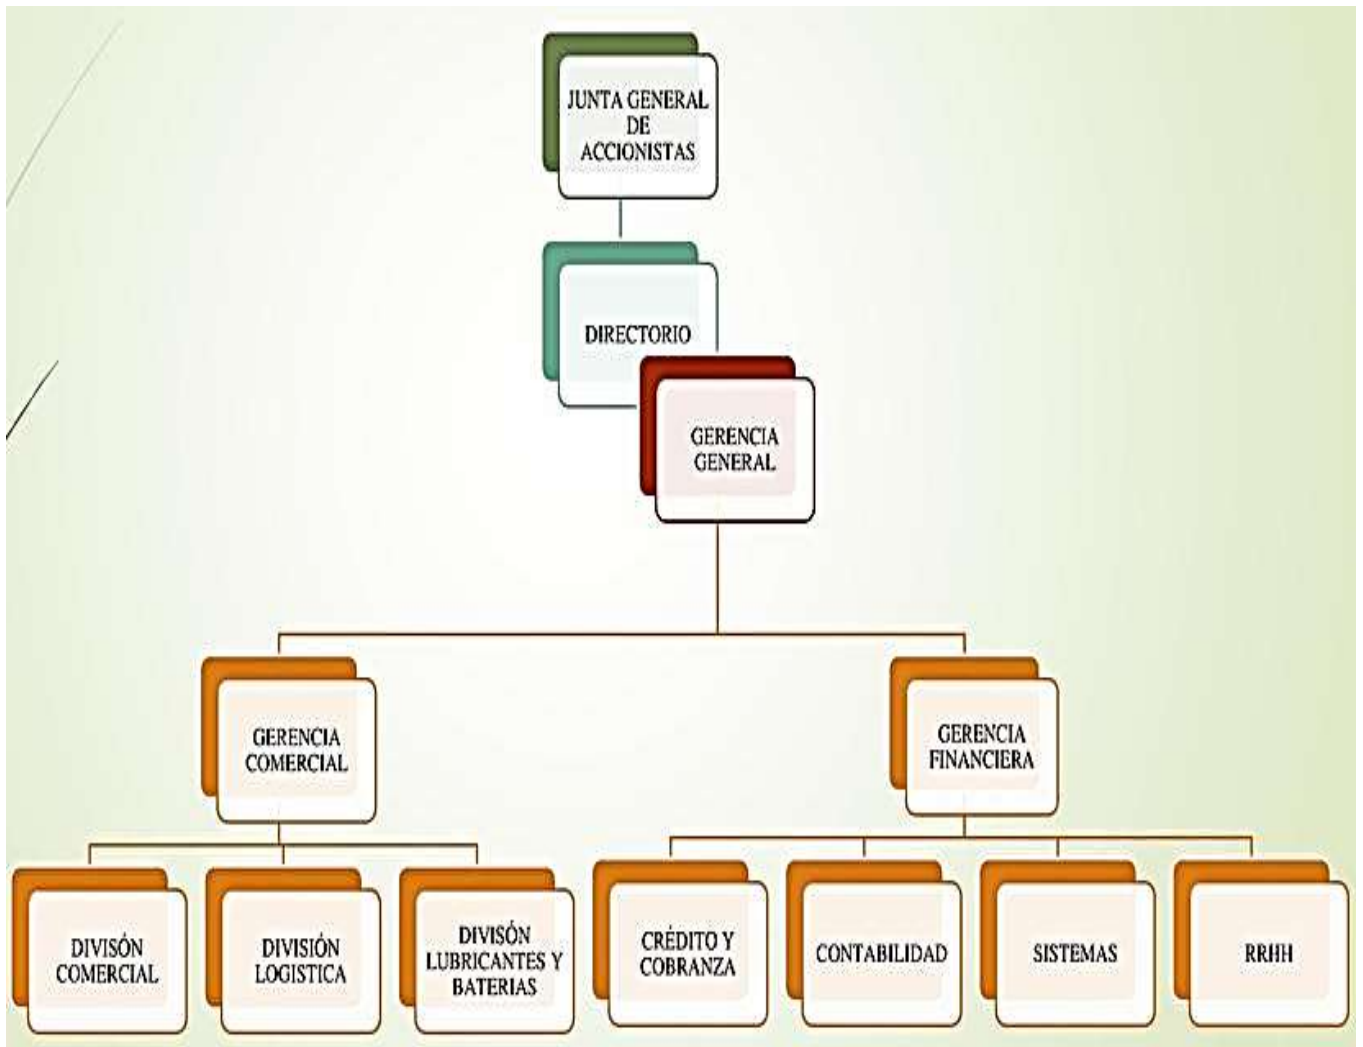 JUNTA GENERAL
DE
ACCIONISTAS
DIRECTORIO
GERENCIA
GENERAL
GERENCIA
COMERCIAL
GERENCIA
FINANCIERA
DIVISÓN
COMERCIAL
DIVISIÓN
LOGISTICA
DIVISÓN
LUBRICANTES Y
BATERIAS
CRÉDITO Y
COBRANZA
CONTABILIDAD
SISTEMAS
RRHH